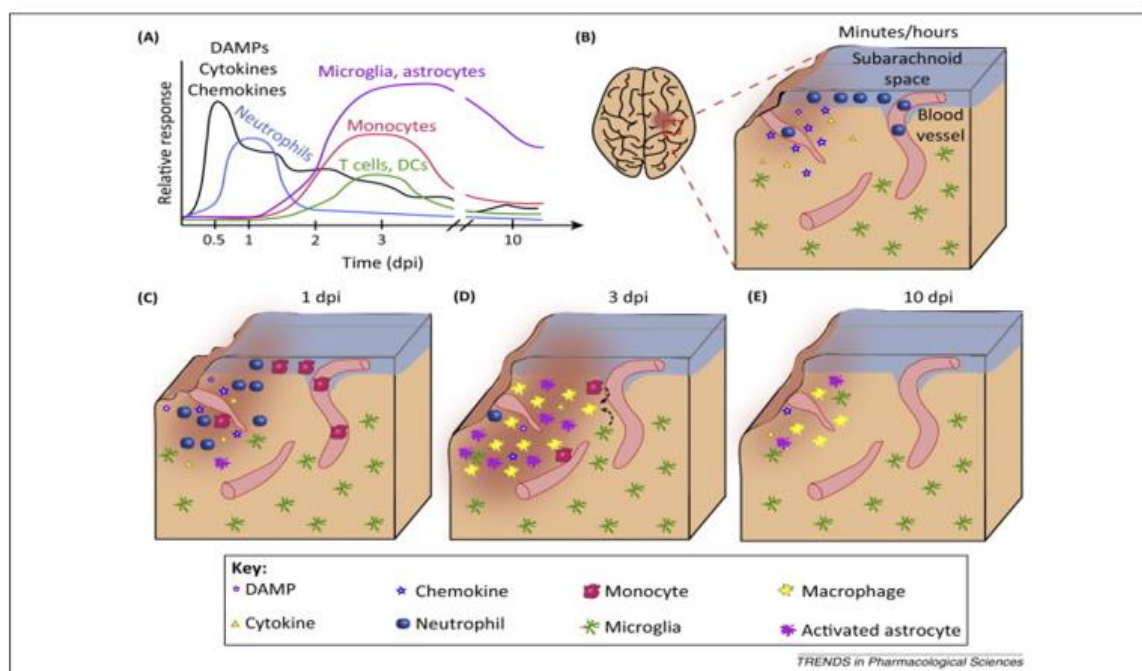 (A)
DAMPs
Cytokines
Chemokines
Neutrophils
Microglia, astrocytes
Monocytes
T cells, DCs
Relative response
0.5 1 2 3 10
Time (dpi)
(B)
Minutes/hours
Subarachnoid
space
Blood
vessel
(C) 1 dpi
(D) 3 dpi
(E) 10 dpi
Key:
DAMP Chemokine Monocyte Macrophage
Cytokine Neutrophil Microglia Activated astrocyte
TRENDS in Pharmacological Sciences